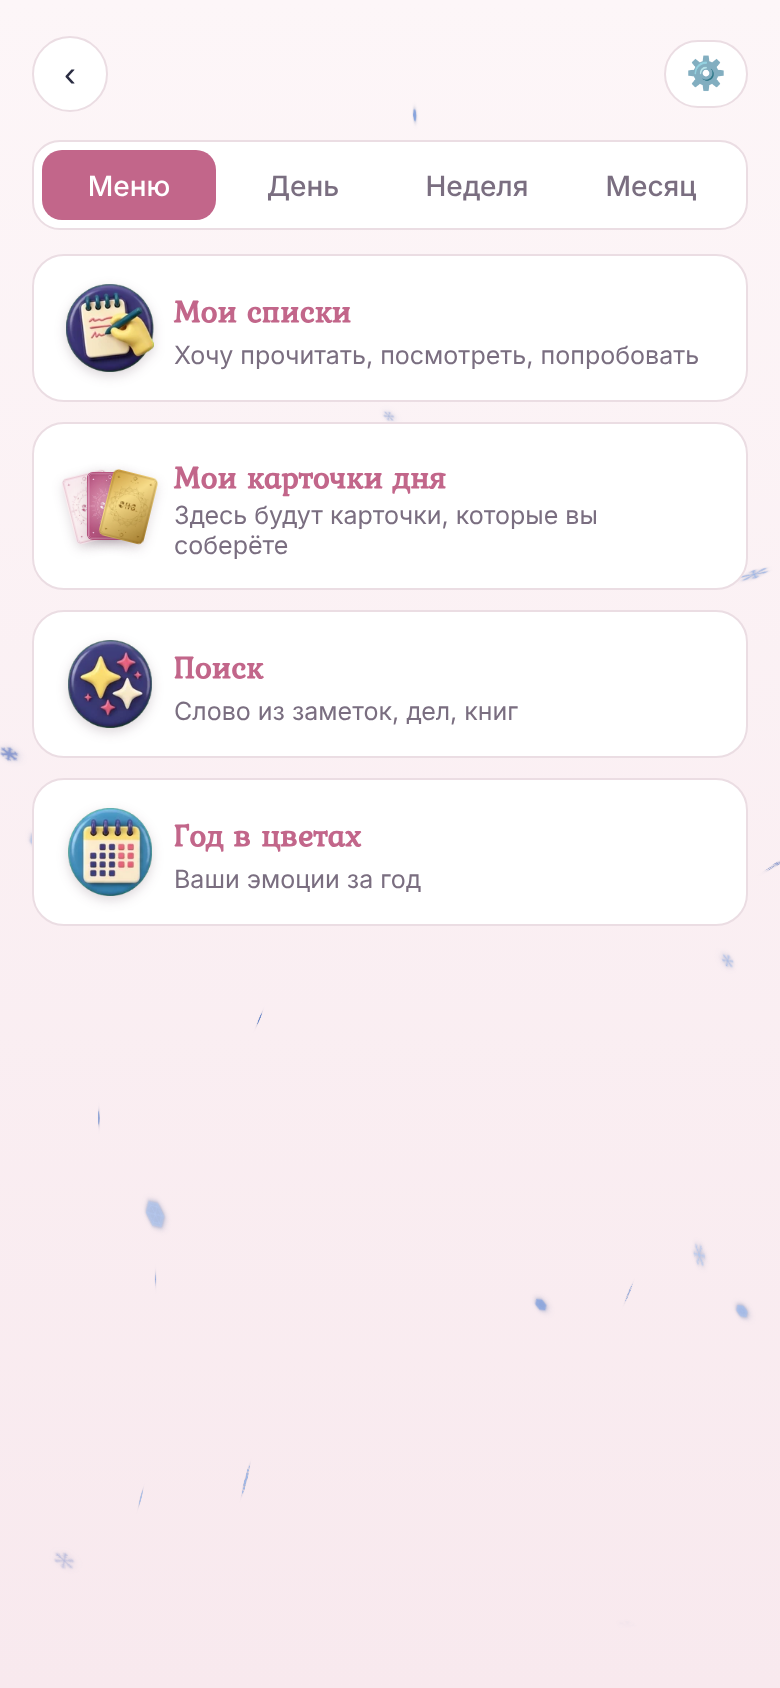 Меню День Неделя Месяц
Мои списки
Хочу прочитать, посмотреть, попробовать
Мои карточки дня
Здесь будут карточки, которые вы
соберёте
Поиск
Слово из заметок, дел, книг
Год в цветах
Ваши эмоции за год